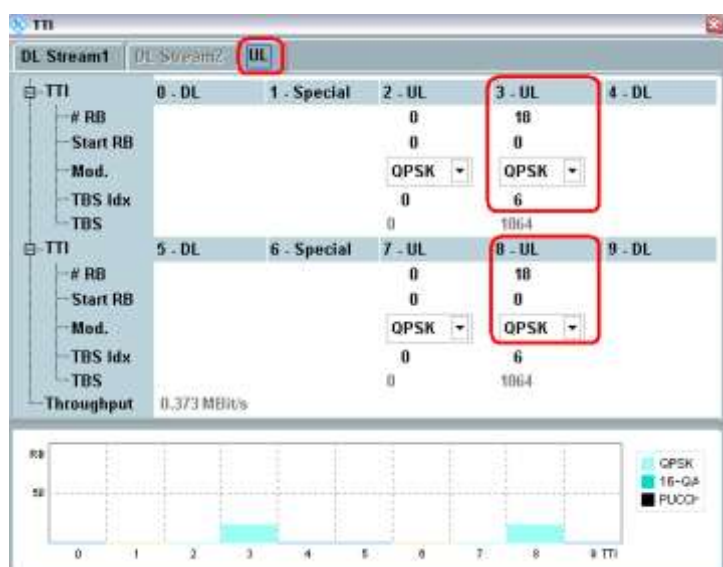 TTI
DL Stream1 DL Stream2 UL
TTI 0 - DL 1 - Special 2 - UL 3 - UL 4 - DL
# RB 0 18
Start RB 0 0
Mod. QPSK QPSK
TBS Idx 0 6
TBS 0 1864
TTI 5 - DL 6 - Special 7 - UL 8 - UL 9 - DL
# RB 0 18
Start RB 0 0
Mod. QPSK QPSK
TBS Idx 0 6
TBS 0 1864
Throughput 0.373 MBit/s
RB
50
0 1 2 3 4 5 6 7 8 9 TTI
QPSK
16-QA
PUCCH